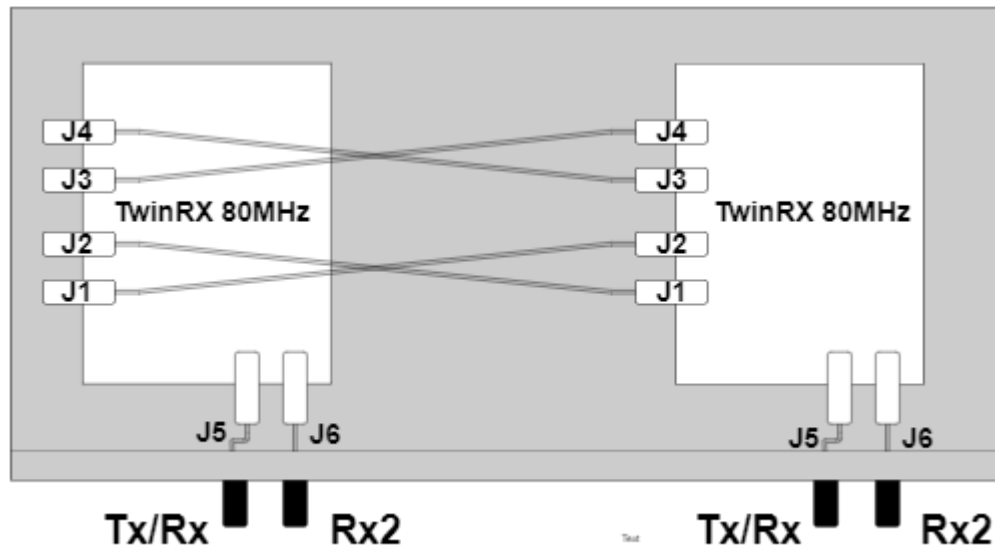 J4 J4
J3 J3
TwinRX 80MHz TwinRX 80MHz
J2 J2
J1 J1
J5 J6 J5 J6
Tx/Rx Rx2 Text Tx/Rx Rx2